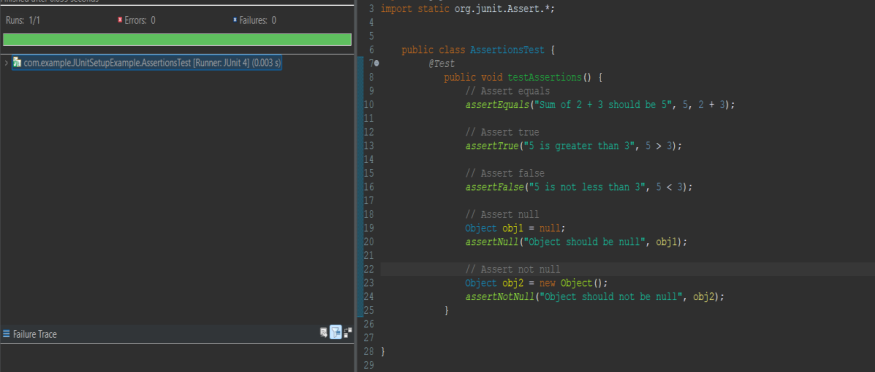 Finished after 0.053 seconds
Runs: 1/1
Errors: 0
Failures: 0
com.example.JUnitSetupExample.AssertionsTest [Runner: JUnit 4] (0.003 s)
Failure Trace
3 import static org.junit.Assert.*;
4
5
6 public class AssertionsTest {
7 @Test
8 public void testAssertions() {
9 // Assert equals
10 assertEquals("Sum of 2 + 3 should be 5", 5, 2 + 3);
11
12 // Assert true
13 assertTrue("5 is greater than 3", 5 > 3);
14
15 // Assert false
16 assertFalse("5 is not less than 3", 5 < 3);
17
18 // Assert null
19 Object obj1 = null;
20 assertNull("Object should be null", obj1);
21
22 // Assert not null
23 Object obj2 = new Object();
24 assertNotNull("Object should not be null", obj2);
25 }
26
27
28 }
29